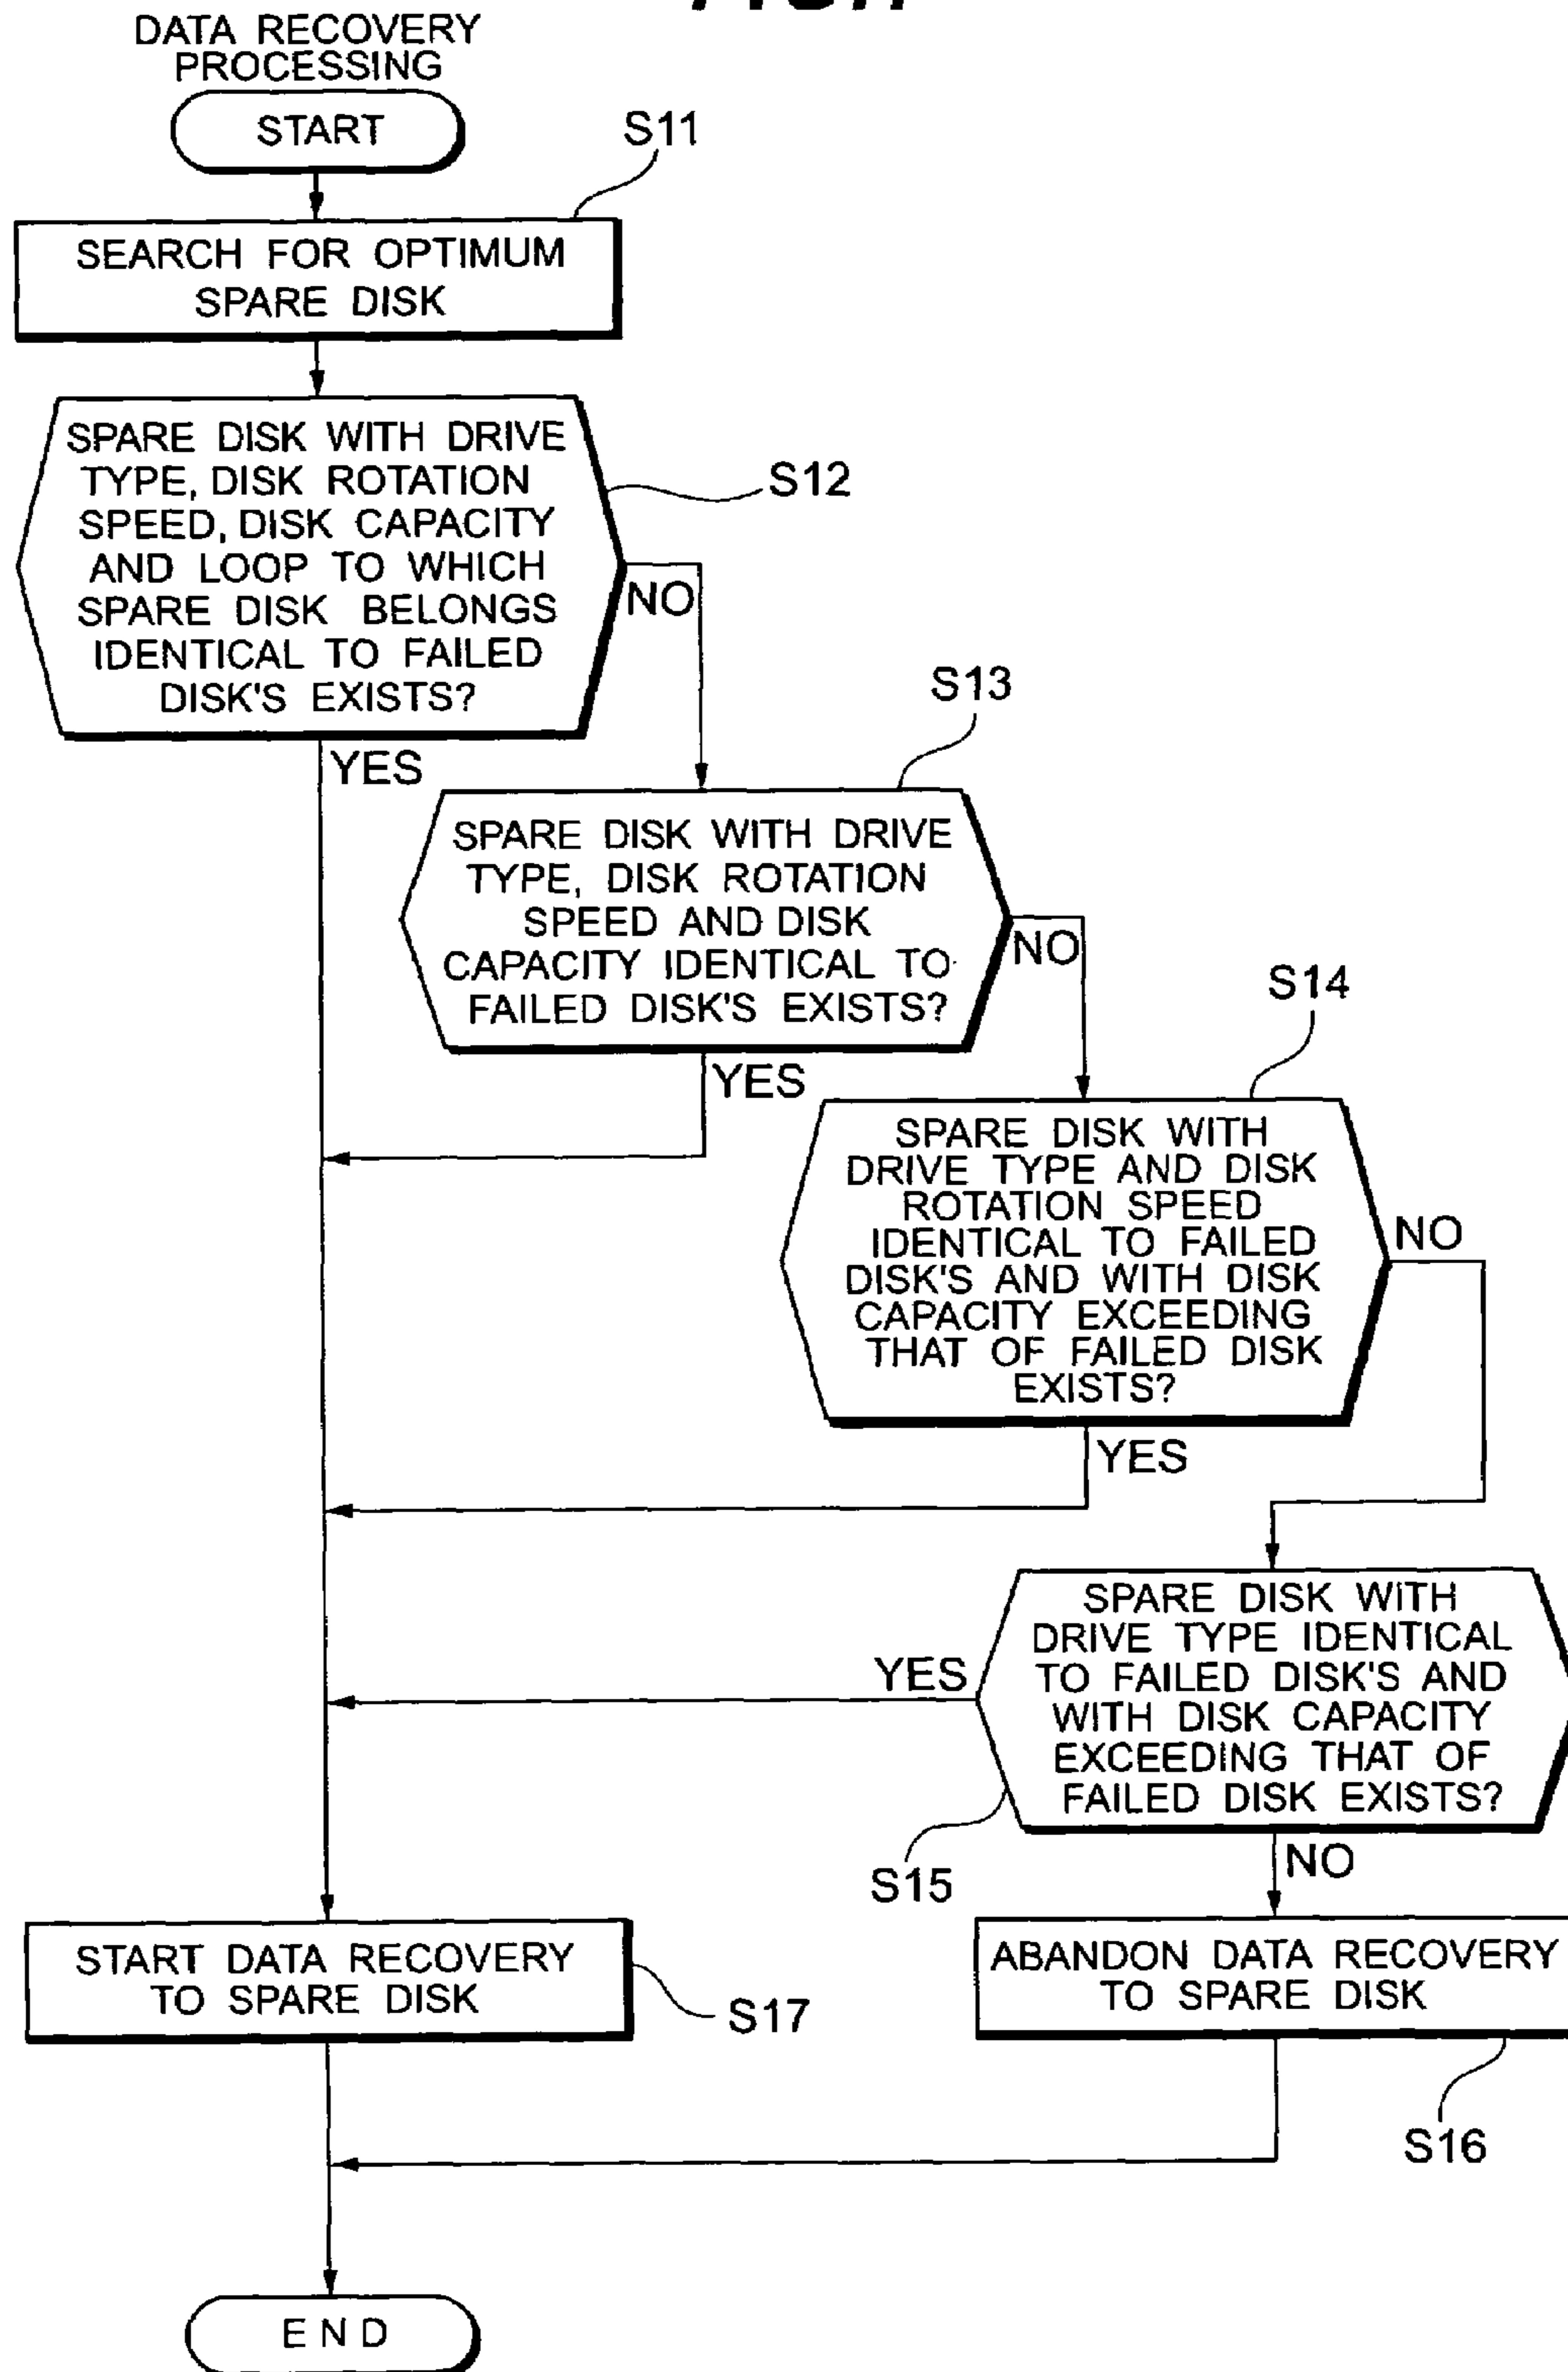 DATA RECOVERY
PROCESSING
START
S11
SEARCH FOR OPTIMUM
SPARE DISK
SPARE DISK WITH DRIVE
TYPE, DISK ROTATION
SPEED, DISK CAPACITY
AND LOOP TO WHICH
SPARE DISK BELONGS
IDENTICAL TO FAILED
DISK'S EXISTS?
S12
NO
YES
S13
SPARE DISK WITH DRIVE
TYPE, DISK ROTATION
SPEED AND DISK
CAPACITY IDENTICAL TO
FAILED DISK'S EXISTS?
NO
YES
S14
SPARE DISK WITH
DRIVE TYPE AND DISK
ROTATION SPEED
IDENTICAL TO FAILED
DISK'S AND WITH DISK
CAPACITY EXCEEDING
THAT OF FAILED DISK
EXISTS?
NO
YES
SPARE DISK WITH
DRIVE TYPE IDENTICAL
TO FAILED DISK'S AND
WITH DISK CAPACITY
EXCEEDING THAT OF
FAILED DISK EXISTS?
YES
S15
NO
START DATA RECOVERY
TO SPARE DISK
S17
ABANDON DATA RECOVERY
TO SPARE DISK
S16
END